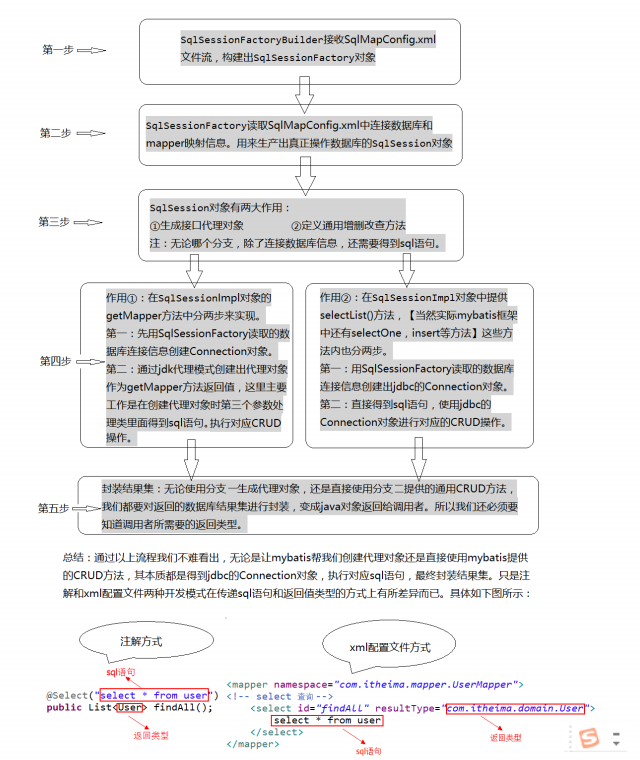 第一步
SqlSessionFactoryBuilder接收SqlMapConfig.xml
文件流，构建出SqlSessionFactory对象
第二步
SqlSessionFactory读取SqlMapConfig.xml中连接数据库和
mapper映射信息。用来生产出真正操作数据库的SqlSession对象
第三步
SqlSession对象有两大作用：
①生成接口代理对象 ②定义通用增删改查方法
注：无论哪个分支，除了连接数据库信息，还需要得到sql语句。
第四步
作用①：在SqlSessionImpl对象的
getMapper方法中分两步来实现。
第一：先用SqlSessionFactory读取的数
据库连接信息创建Connection对象。
第二：通过jdk代理模式创建出代理对象
作为getMapper方法返回值，这里主要
工作是在创建代理对象时第三个参数处
理类里面得到sql语句。执行对应CRUD
操作。
作用②：在SqlSessionImpl对象中提供
selectList()方法，【当然实际mybatis框架
中还有selectOne，insert等方法】这些方
法内也分两步。
第一：用SqlSessionFactory读取的数据库
连接信息创建出jdbc的Connection对象。
第二：直接得到sql语句，使用jdbc的
Connection对象进行对应的CRUD操作。
第五步
封装结果集：无论使用分支一生成代理对象，还是直接使用分支二提供的通用CRUD方法，
我们都要对返回的数据库结果集进行封装，变成java对象返回给调用者。所以我们还必须要
知道调用者所需要的返回类型。
总结：通过以上流程我们不难看出，无论是让mybatis帮我们创建代理对象还是直接使用mybatis提供
的CRUD方法，其本质都是得到jdbc的Connection对象，执行对应sql语句，最终封装结果集。只是注
解和xml配置文件两种开发模式在传递sql语句和返回值类型的方式上有所差异而已。具体如下图所示：
注解方式
sql语句
@Select("select * from user")
public List<User> findAll();
返回类型
xml配置文件方式
<mapper namespace="com.itheima.mapper.UserMapper">
<!-- select 查询 -->
<select id="findAll" resultType="com.itheima.domain.User">
select * from user
</select>
</mapper>
返回类型
sql语句
S